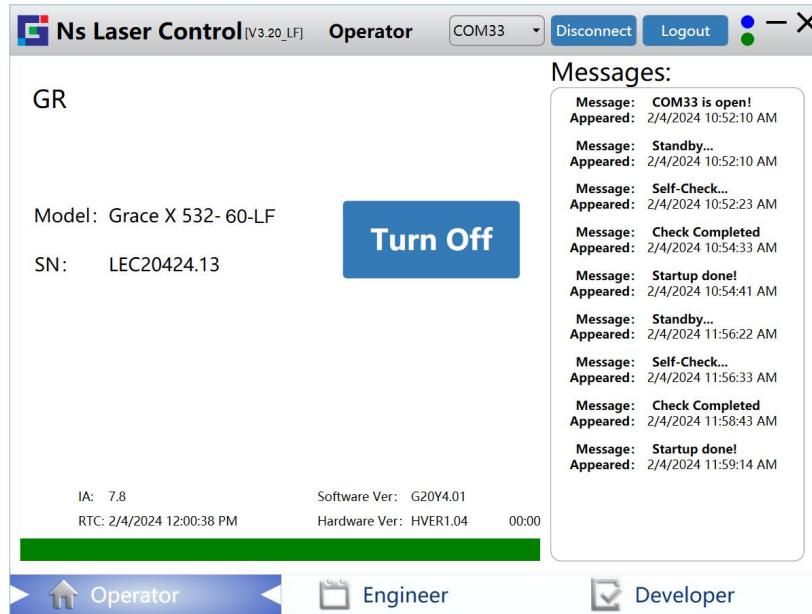 Ns Laser Control [V3.20_LF] Operator COM33 Disconnect Logout
GR
Model: Grace X 532- 60-LF
SN: LEC20424.13
Turn Off
IA: 7.8 Software Ver: G20Y4.01
RTC: 2/4/2024 12:00:38 PM Hardware Ver: HVER1.04 00:00
Messages:
Message: COM33 is open!
Appeared: 2/4/2024 10:52:10 AM
Message: Standby...
Appeared: 2/4/2024 10:52:10 AM
Message: Self-Check...
Appeared: 2/4/2024 10:52:23 AM
Message: Check Completed
Appeared: 2/4/2024 10:54:33 AM
Message: Startup done!
Appeared: 2/4/2024 10:54:41 AM
Message: Standby...
Appeared: 2/4/2024 11:56:22 AM
Message: Self-Check...
Appeared: 2/4/2024 11:56:33 AM
Message: Check Completed
Appeared: 2/4/2024 11:58:43 AM
Message: Startup done!
Appeared: 2/4/2024 11:59:14 AM
Operator Engineer Developer